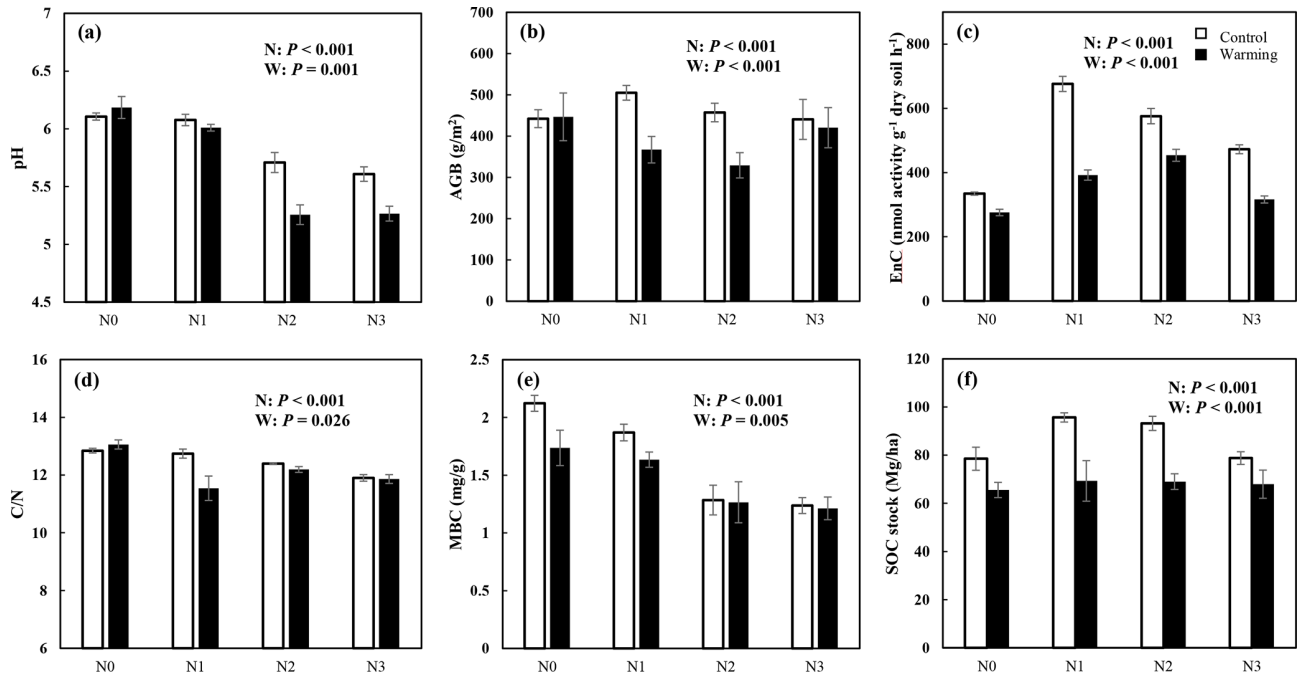 (a)
N: P < 0.001
W: P = 0.001
pH
7
6.5
6
5.5
5
4.5
N0 N1 N2 N3
(b)
N: P < 0.001
W: P < 0.001
AGB (g/m²)
700
600
500
400
300
200
100
0
N0 N1 N2 N3
(c)
N: P < 0.001
W: P < 0.001
Control
Warming
EnC (nmol activity g⁻¹ dry soil h⁻¹)
800
600
400
200
0
N0 N1 N2 N3
(d)
N: P < 0.001
W: P = 0.026
C/N
16
14
12
10
8
6
N0 N1 N2 N3
(e)
N: P < 0.001
W: P = 0.005
MBC (mg/g)
2.5
2
1.5
1
0.5
0
N0 N1 N2 N3
(f)
N: P < 0.001
W: P < 0.001
SOC stock (Mg/ha)
120
100
80
60
40
20
0
N0 N1 N2 N3